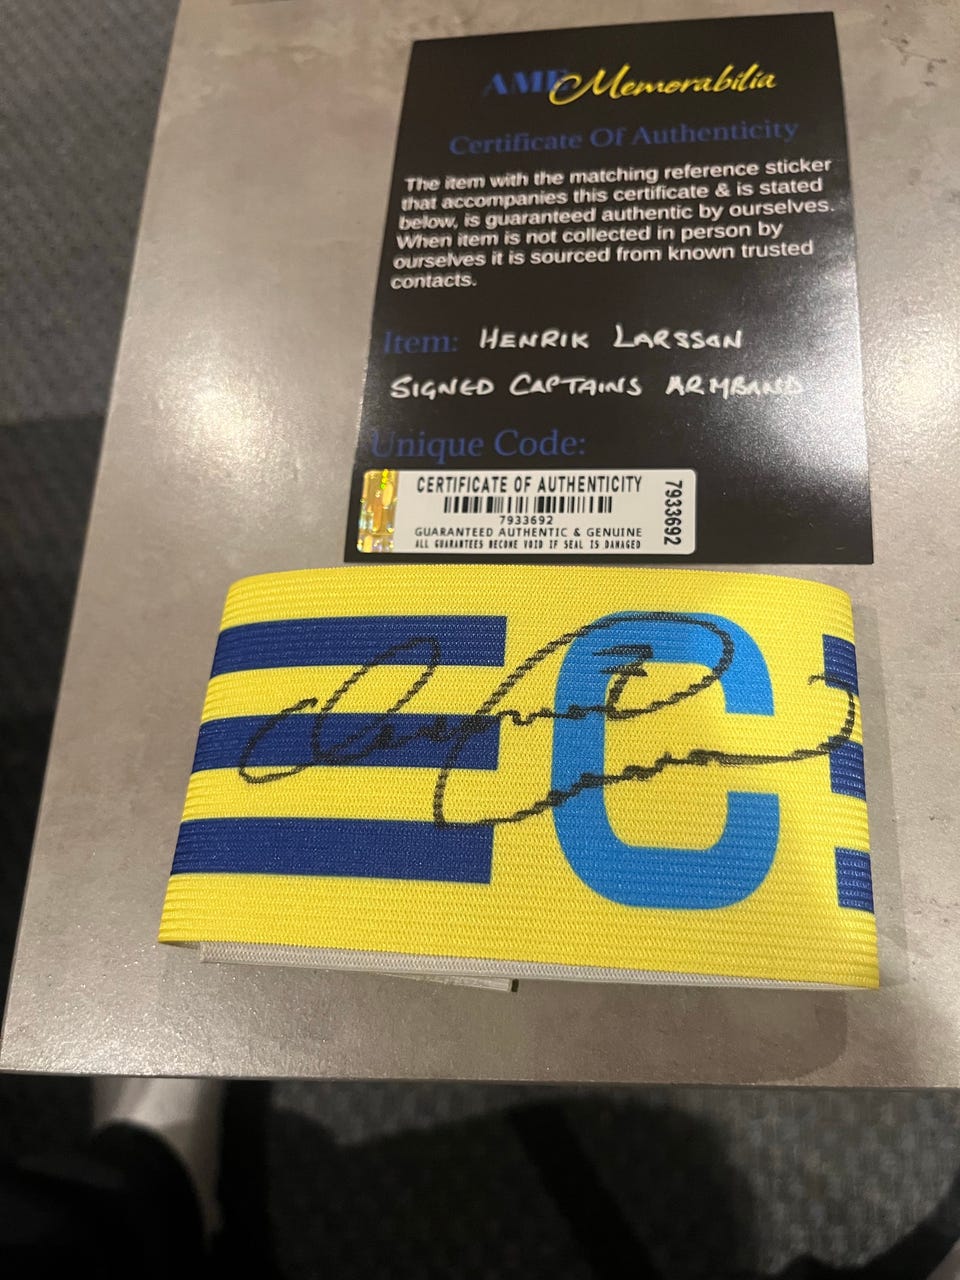 AME Memorabilia
Certificate Of Authenticity
The item with the matching reference sticker
that accompanies this certificate & is stated
below, is guaranteed authentic by ourselves.
When item is not collected in person by
ourselves it is sourced from known trusted
contacts.
Item: HENRIK LARSSON
SIGNED CAPTAINS ARMBAND
Unique Code:
CERTIFICATE OF AUTHENTICITY
7933692
GUARANTEED AUTHENTIC & GENUINE
ALL GUARANTEES BECOME VOID IF SEAL IS DAMAGED
7933692
C